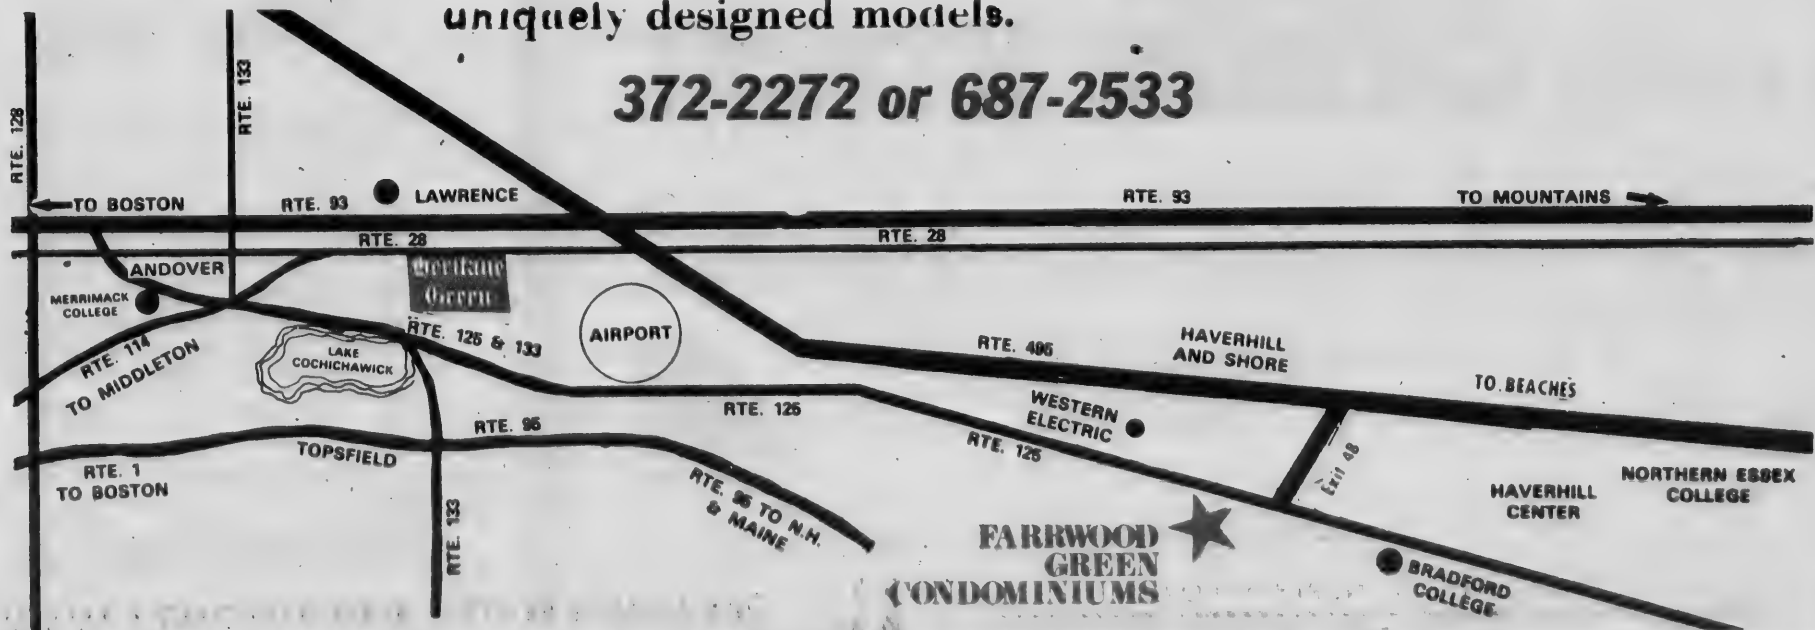 uniquely designed models.
372-2272 or 687-2533
RTE. 128
RTE. 133
TO BOSTON
RTE. 93
LAWRENCE
RTE. 93
TO MOUNTAINS
RTE. 28
RTE. 28
ANDOVER
MERRIMACK
COLLEGE
Green
AIRPORT
RTE. 125 & 133
LAKE
COCHICHAWICK
RTE. 114
TO MIDDLETON
RTE. 495
HAVERHILL
AND SHORE
TO BEACHES
RTE. 125
WESTERN
ELECTRIC
RTE. 125
RTE. 95
TOPSFIELD
RTE. 1
TO BOSTON
RTE. 133
RTE. 95 TO N.H.
& MAINE
Exit 48
HAVERHILL
CENTER
NORTHERN ESSEX
COLLEGE
FARRWOOD
GREEN
CONDOMINIUMS
BRADFORD
COLLEGE